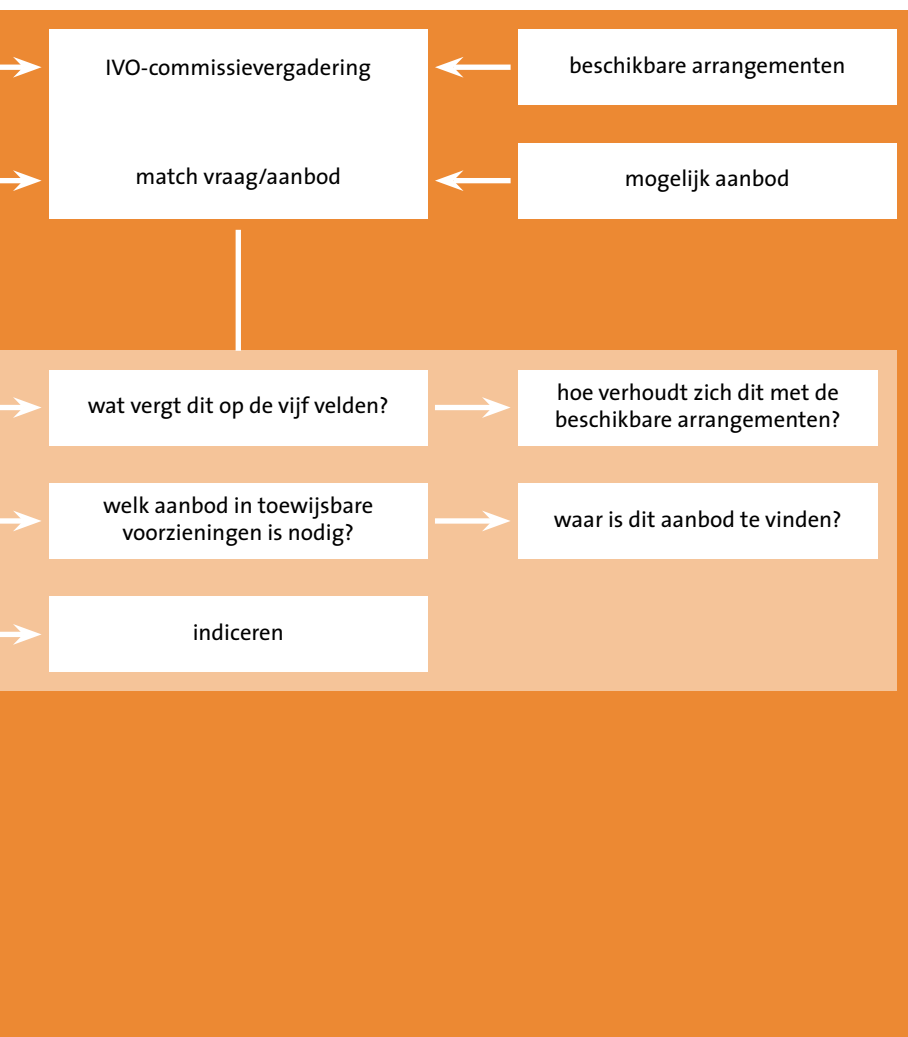 IVO-commissievergadering
beschikbare arrangementen
match vraag/aanbod
mogelijk aanbod
wat vergt dit op de vijf velden?
hoe verhoudt zich dit met de
beschikbare arrangementen?
welk aanbod in toewijsbare
voorzieningen is nodig?
waar is dit aanbod te vinden?
indiceren